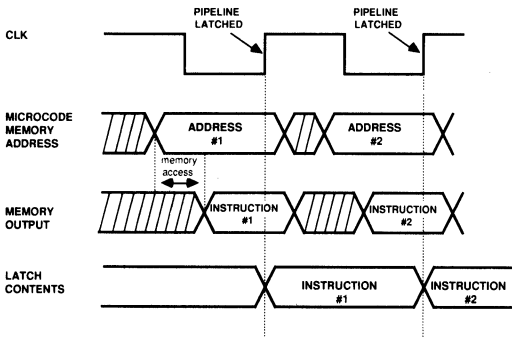 PIPELINE
LATCHED
PIPELINE
LATCHED
CLK
MICROCODE
MEMORY
ADDRESS
ADDRESS
#1
ADDRESS
#2
memory
access
MEMORY
OUTPUT
INSTRUCTION
#1
INSTRUCTION
#2
LATCH
CONTENTS
INSTRUCTION
#1
INSTRUCTION
#2